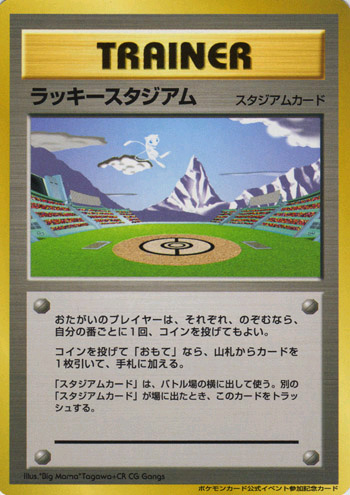 TRAINER
ラッキースタジアム
スタジアムカード
おたがいのプレイヤーは、それぞれ、のぞむなら、
自分の番ごとに1回、コインを投げてもよい。
コインを投げて「おもて」なら、山札からカードを
1枚引いて、手札に加える。
「スタジアムカード」は、バトル場の横に出して使う。別の
「スタジアムカード」が場に出たとき、このカードをトラッ
シュする。
Illus."Big Mama"Tagawa+CR CG Gangs
ポケモンカード公式イベント参加記念カード